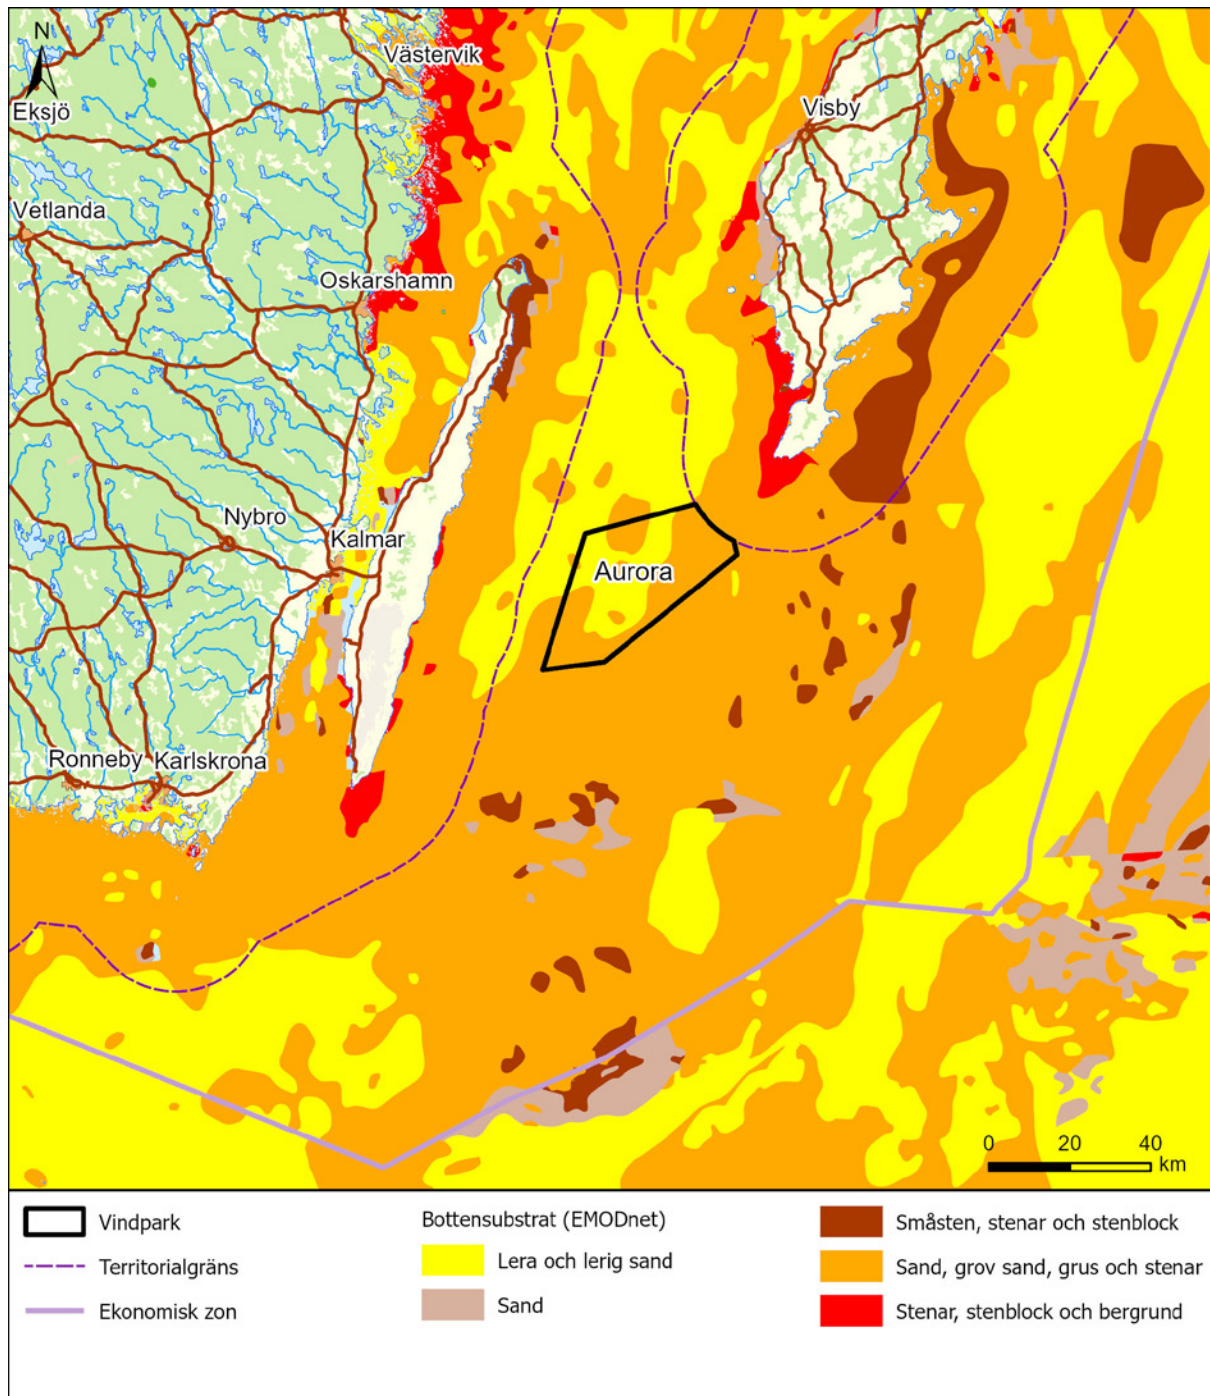 N
Västervik
Eksjö
Visby
Vetlanda
Oskarshamn
Nybro
Kalmar
Aurora
Ronneby
Karlskrona
0 20 40
km
Vindpark
Territorialgräns
Ekonomisk zon
Bottensubstrat (EMODnet)
Lera och lerig sand
Sand
Småsten, stenar och stenblock
Sand, grov sand, grus och stenar
Stenar, stenblock och bergrund